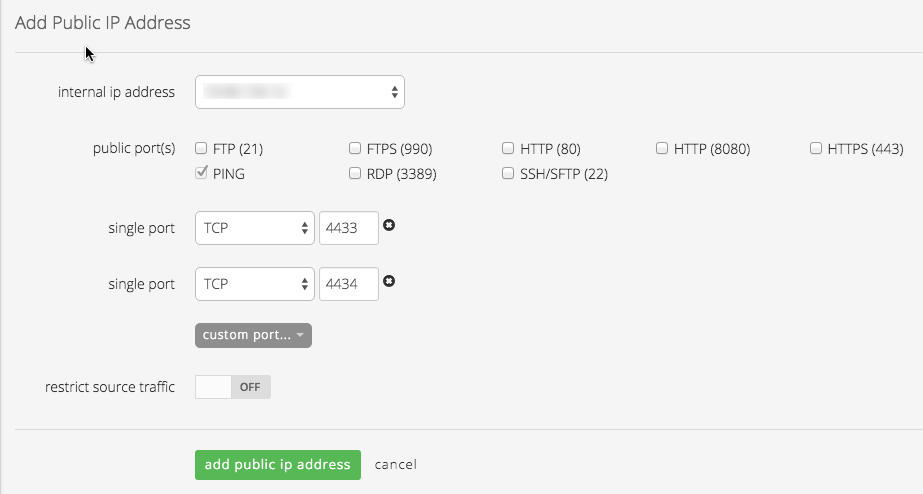 Add Public IP Address
internal ip address
public port(s) FTP (21) FTPS (990) HTTP (80) HTTP (8080) HTTPS (443)
PING RDP (3389) SSH/SFTP (22)
single port TCP 4433
single port TCP 4434
custom port...
restrict source traffic OFF
add public ip address cancel